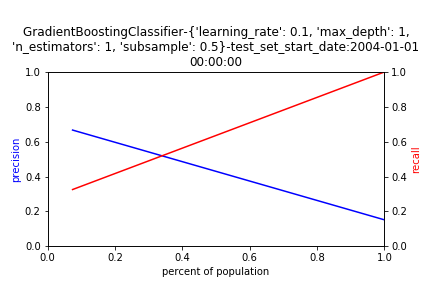 GradientBoostingClassifier-{'learning_rate': 0.1, 'max_depth': 1,
'n_estimators': 1, 'subsample': 0.5}-test_set_start_date:2004-01-01
00:00:00
1.0
0.8
0.6
0.4
0.2
0.0
precision
1.0
0.8
0.6
0.4
0.2
0.0
recall
0.0 0.2 0.4 0.6 0.8 1.0
percent of population